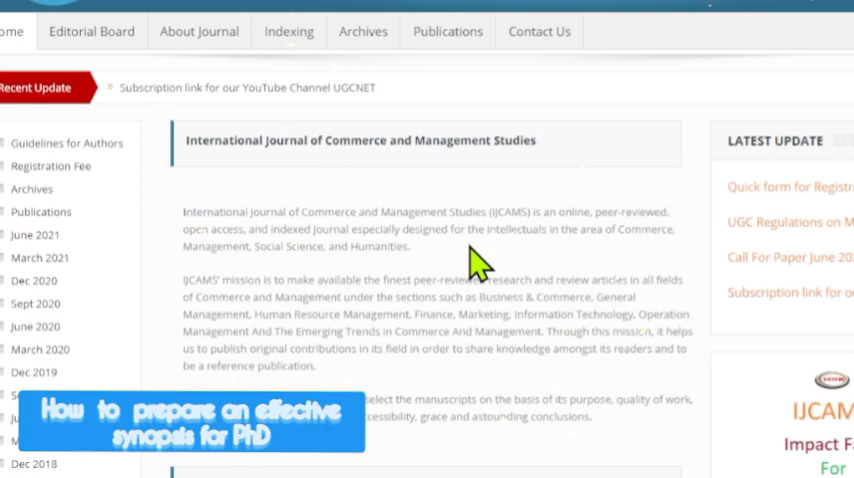 ome Editorial Board About Journal Indexing Archives Publications Contact Us
Recent Update
Subscription link for our YouTube Channel UGCNET
Guidelines for Authors
Registration Fee
Archives
Publications
June 2021
March 2021
Dec 2020
Sept 2020
June 2020
March 2020
Dec 2019
Dec 2018
International Journal of Commerce and Management Studies
International Journal of Commerce and Management Studies (IJCAMS) is an online, peer-reviewed,
open access, and indexed journal especially designed for the intellectuals in the area of Commerce,
Management, Social Science, and Humanities.
IJCAMS' mission is to make available the finest peer-reviewed research and review articles in all fields
of Commerce and Management under the sections such as Business & Commerce, General
Management, Human Resource Management, Finance, Marketing, Information Technology, Operation
Management And The Emerging Trends in Commerce And Management. Through this mission, it helps
us to publish original contributions in its field in order to share knowledge amongst its readers and to
be a reference publication.
select the manuscripts on the basis of its purpose, quality of work,
ccessibility, grace and astounding conclusions.
LATEST UPDATE
Quick form for Registra
UGC Regulations on M
Call For Paper June 202
Subscription link for ou
IJCAM
Impact Fa
For
How to prepare an effective
synopsis for PhD